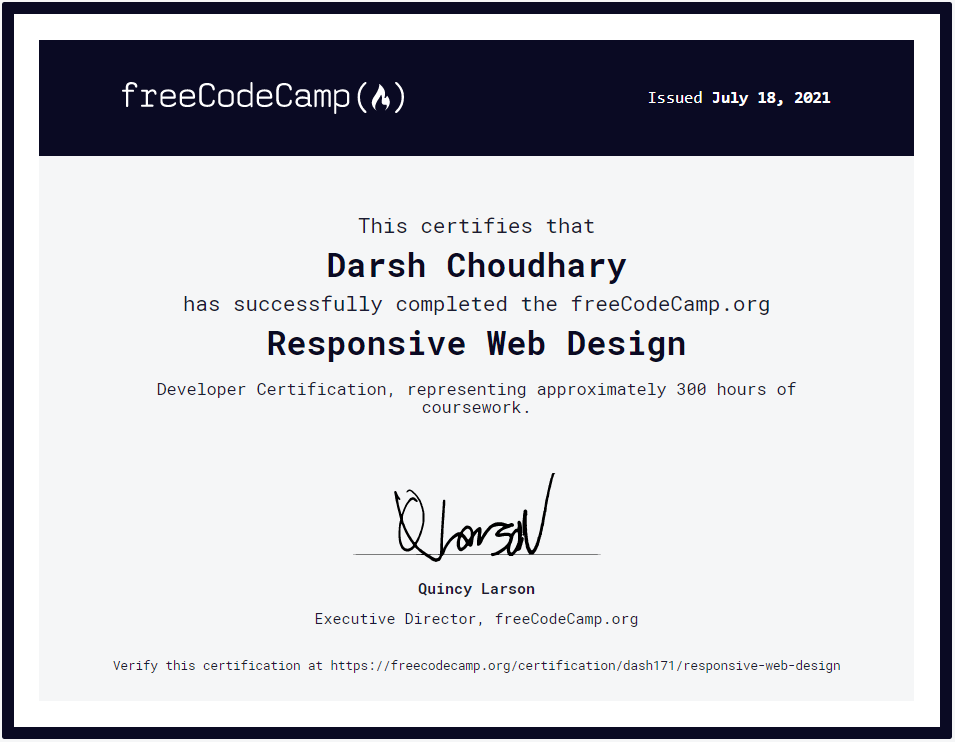 freeCodeCamp
Issued July 18, 2021
This certifies that
Darsh Choudhary
has successfully completed the freeCodeCamp.org
Responsive Web Design
Developer Certification, representing approximately 300 hours of
coursework.
QLarson
Quincy Larson
Executive Director, freeCodeCamp.org
Verify this certification at https://freecodecamp.org/certification/dash171/responsive-web-design